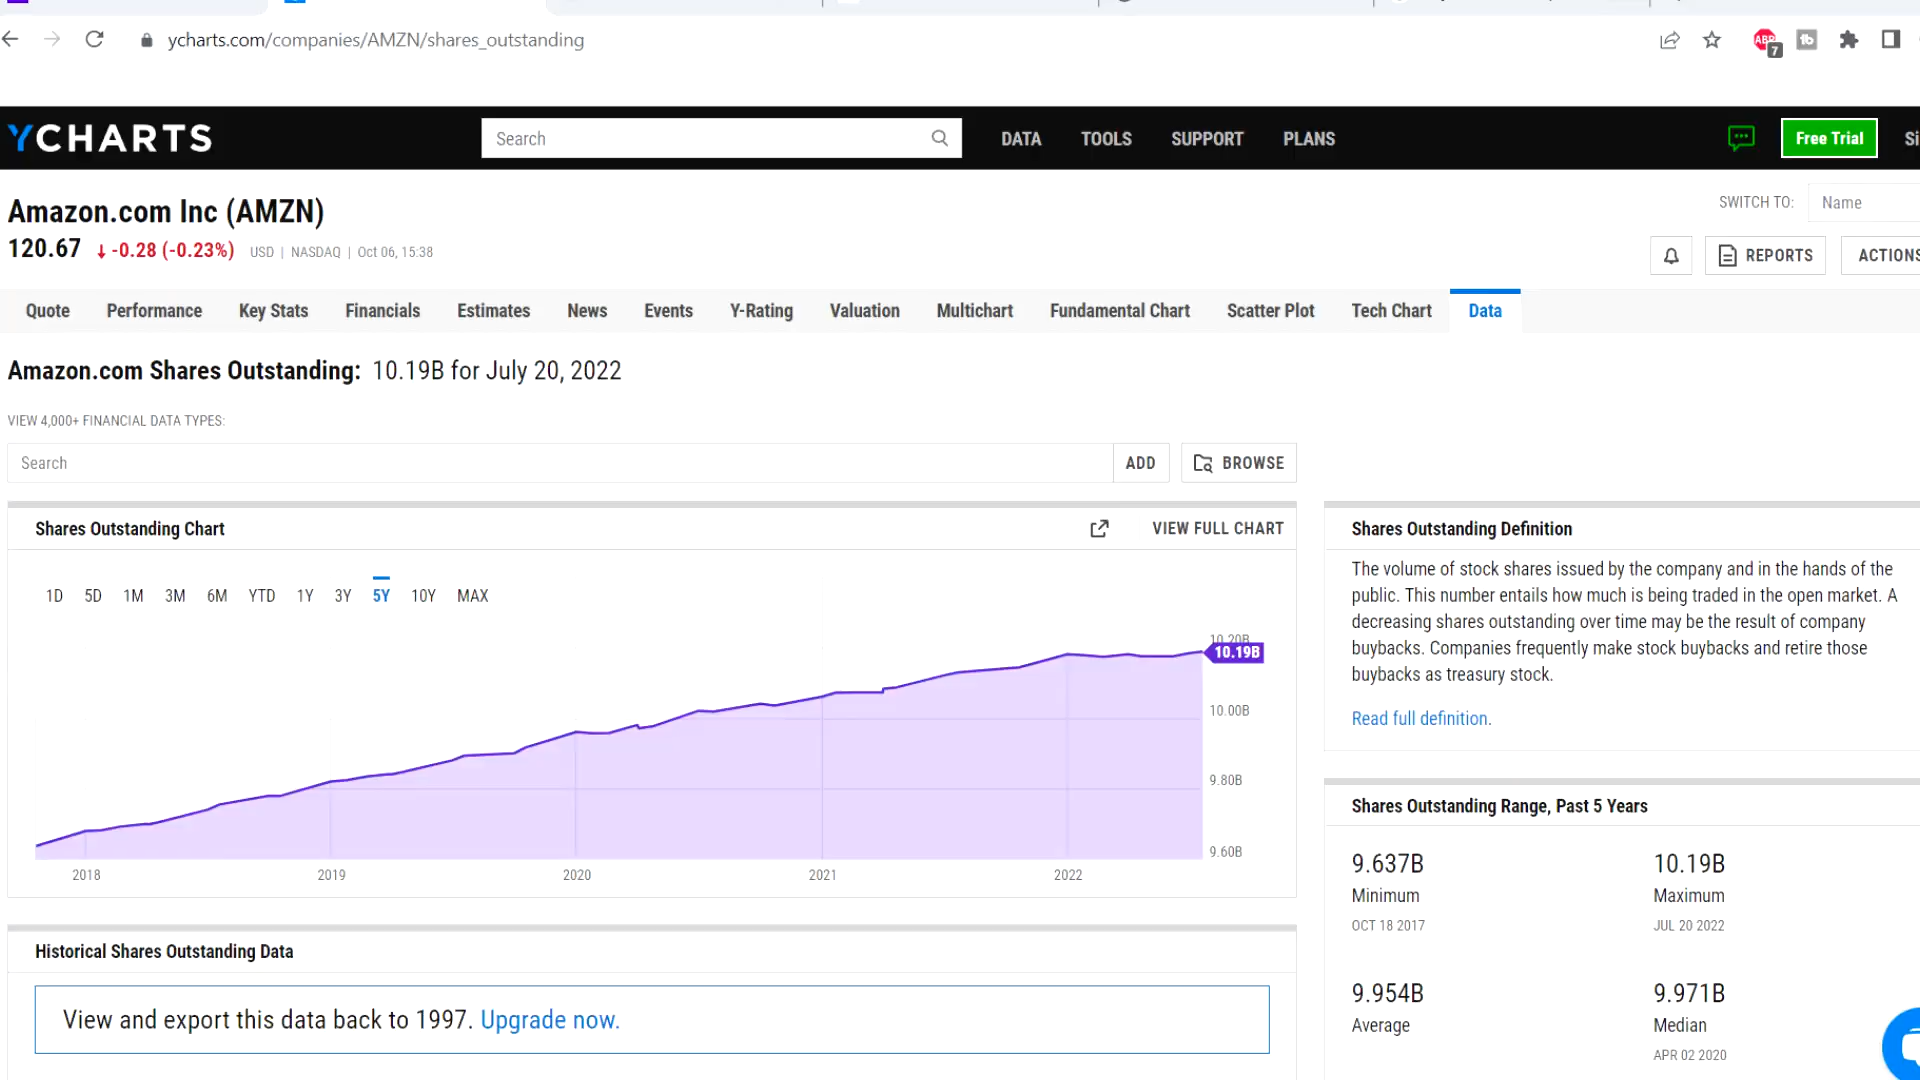 ycharts.com/companies/AMZN/shares_outstanding
ABP
7
tb
YCHARTS
Search
DATA
TOOLS
SUPPORT
PLANS
Free Trial
Si
Amazon.com Inc (AMZN)
SWITCH TO:
Name
120.67
-0.28 (-0.23%)
USD | NASDAQ | Oct 06, 15:38
REPORTS
ACTIONS
Quote
Performance
Key Stats
Financials
Estimates
News
Events
Y-Rating
Valuation
Multichart
Fundamental Chart
Scatter Plot
Tech Chart
Data
Amazon.com Shares Outstanding: 10.19B for July 20, 2022
VIEW 4,000+ FINANCIAL DATA TYPES:
Search
ADD
BROWSE
Shares Outstanding Chart
VIEW FULL CHART
1D
5D
1M
3M
6M
YTD
1Y
3Y
5Y
10Y
MAX
10.20B
10.19B
10.00B
9.80B
9.60B
2018
2019
2020
2021
2022
Shares Outstanding Definition
The volume of stock shares issued by the company and in the hands of the
public. This number entails how much is being traded in the open market. A
decreasing shares outstanding over time may be the result of company
buybacks. Companies frequently make stock buybacks and retire those
buybacks as treasury stock.
Read full definition.
Shares Outstanding Range, Past 5 Years
9.637B
Minimum
OCT 18 2017
10.19B
Maximum
JUL 20 2022
9.954B
Average
9.971B
Median
APR 02 2020
Historical Shares Outstanding Data
View and export this data back to 1997. Upgrade now.